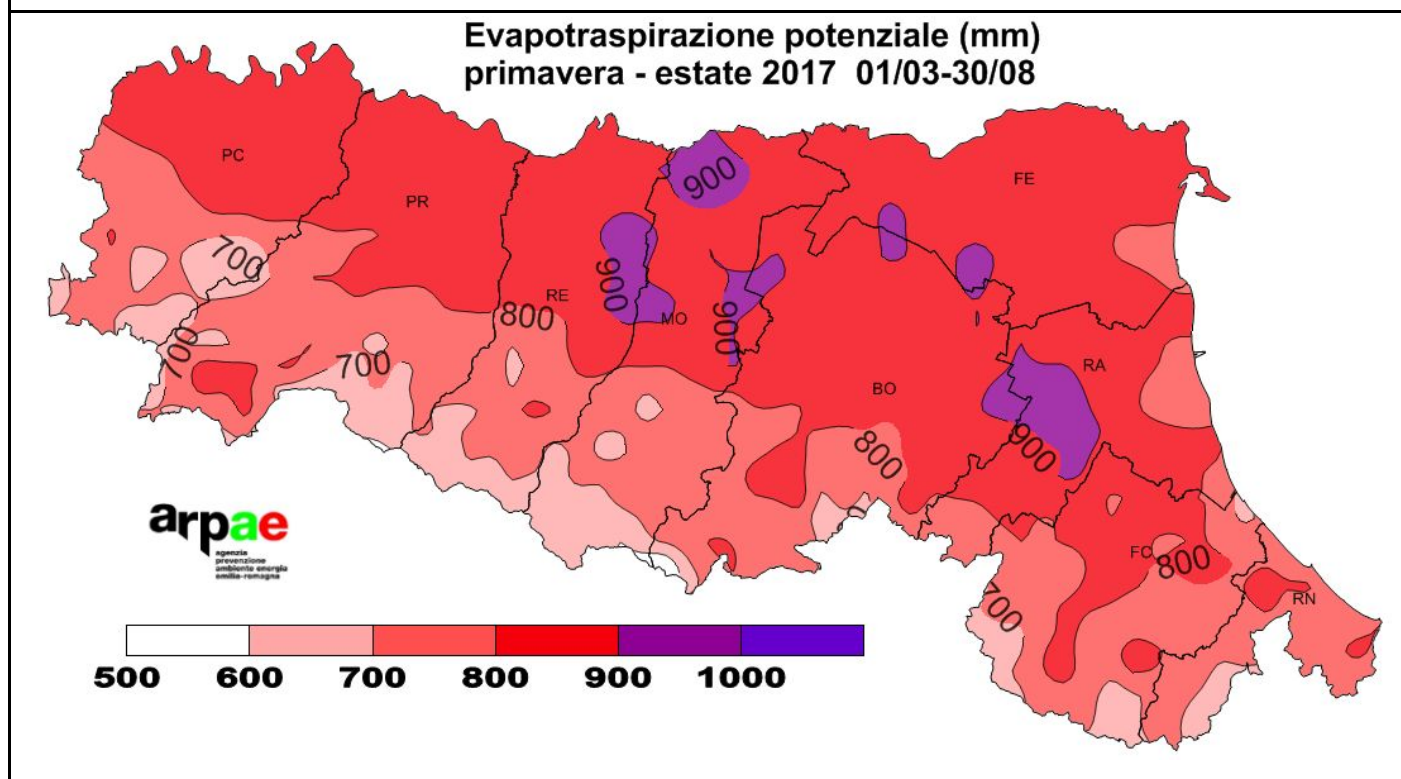 Evapotraspirazione potenziale (mm)
primavera - estate 2017 01/03-30/08
PC
PR
RE
MO
FE
BO
RA
FC
RN
900
700
900
800
900
700
700
800
900
800
700
arpae
agenzia
prevenzione
ambiente energia
emilia-romagna
500 600 700 800 900 1000